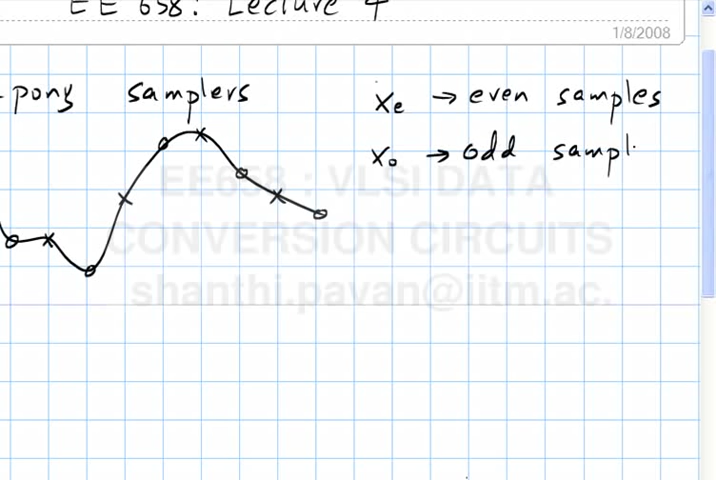 EE 658: Lecture 4
1/8/2008
pong samplers
xe → even samples
xo → odd sampl
EE658 : VLSI DATA
CONVERSION CIRCUITS
shanthi.pavan@iitm.ac.